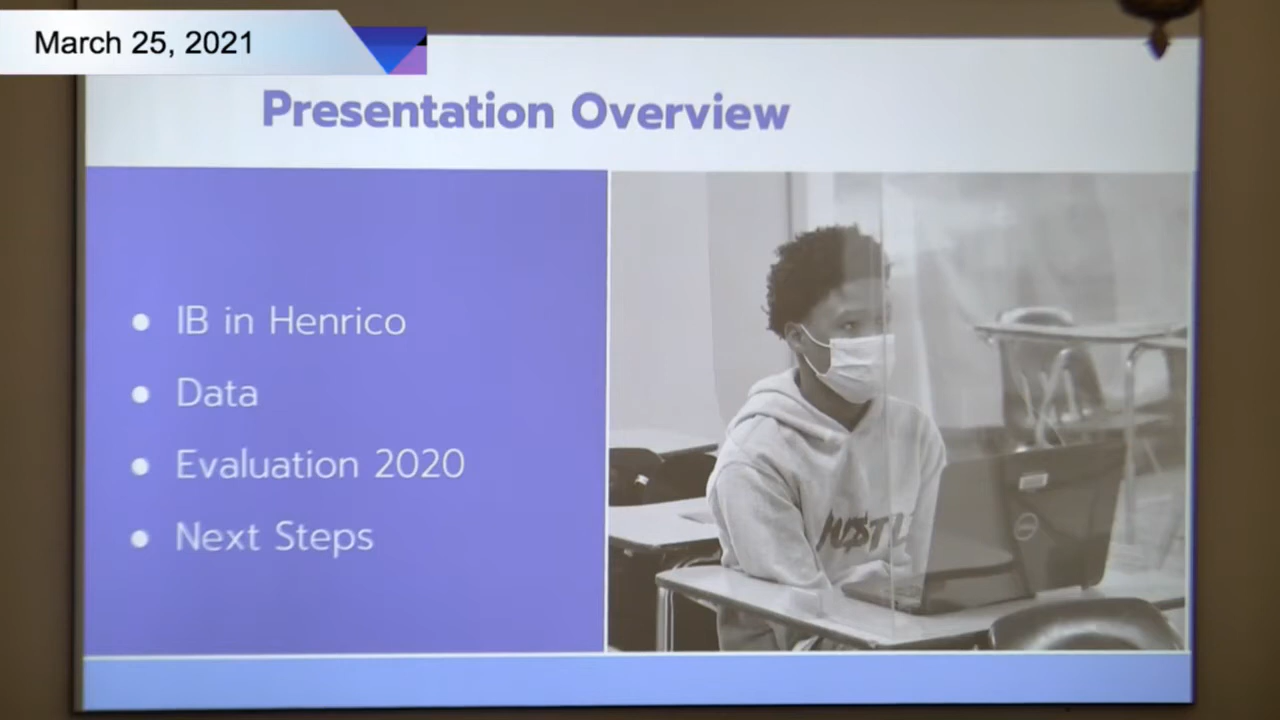 March 25, 2021
Presentation Overview
IB in Henrico
Data
Evaluation 2020
Next Steps